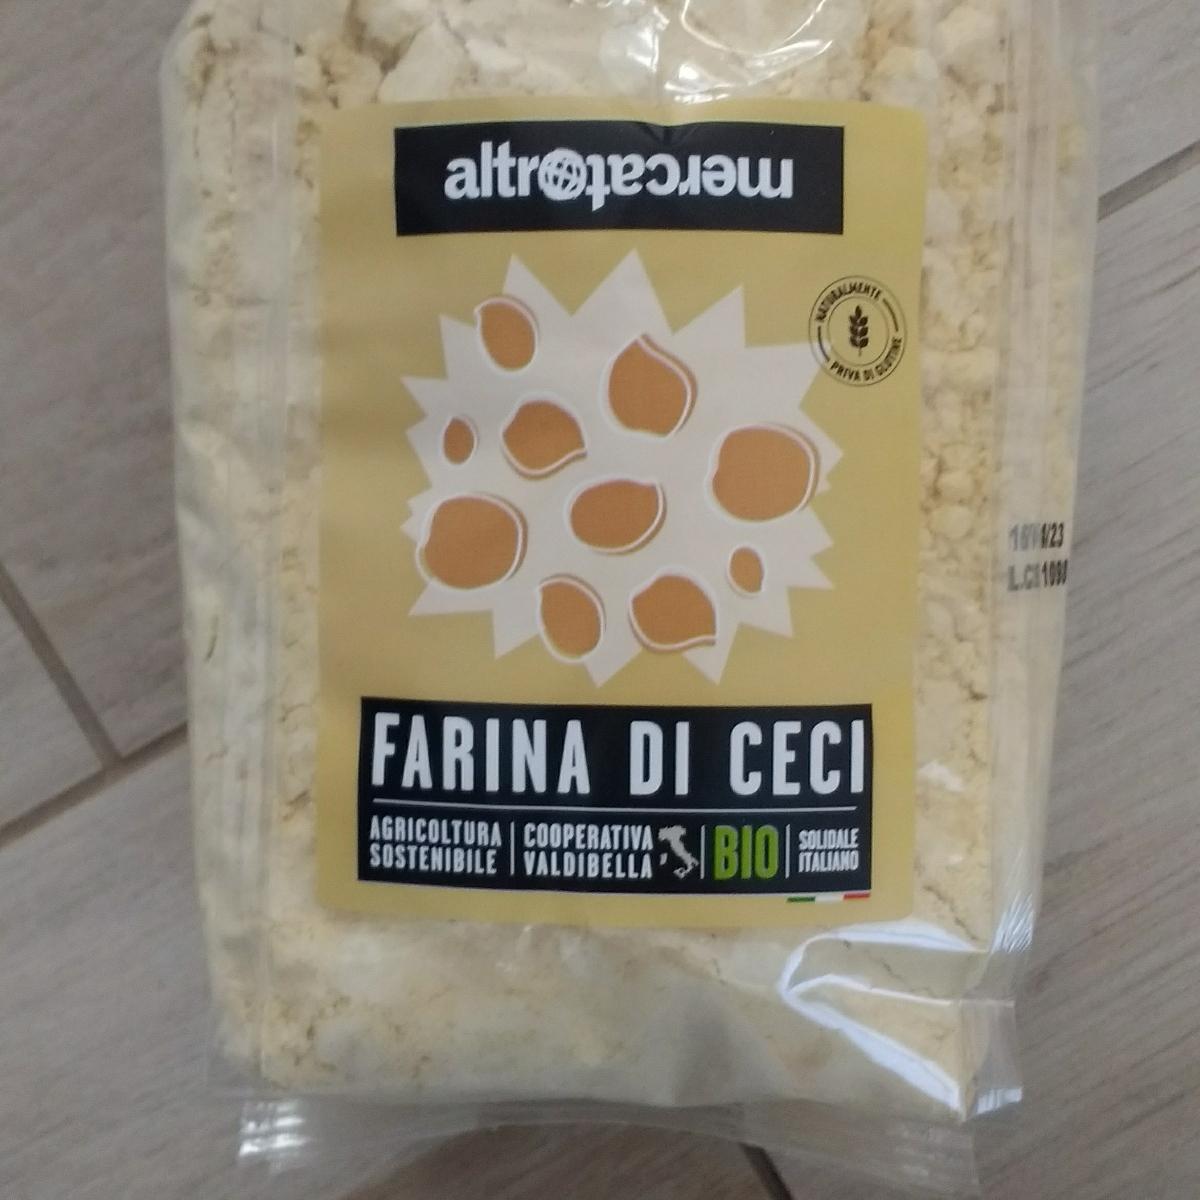 altromercato
NATURALMENTE
PRIVA DI GLUTINE
FARINA DI CECI
AGRICOLTURA SOSTENIBILE
COOPERATIVA VALDIBELLA
BIO
SOLIDALE ITALIANO